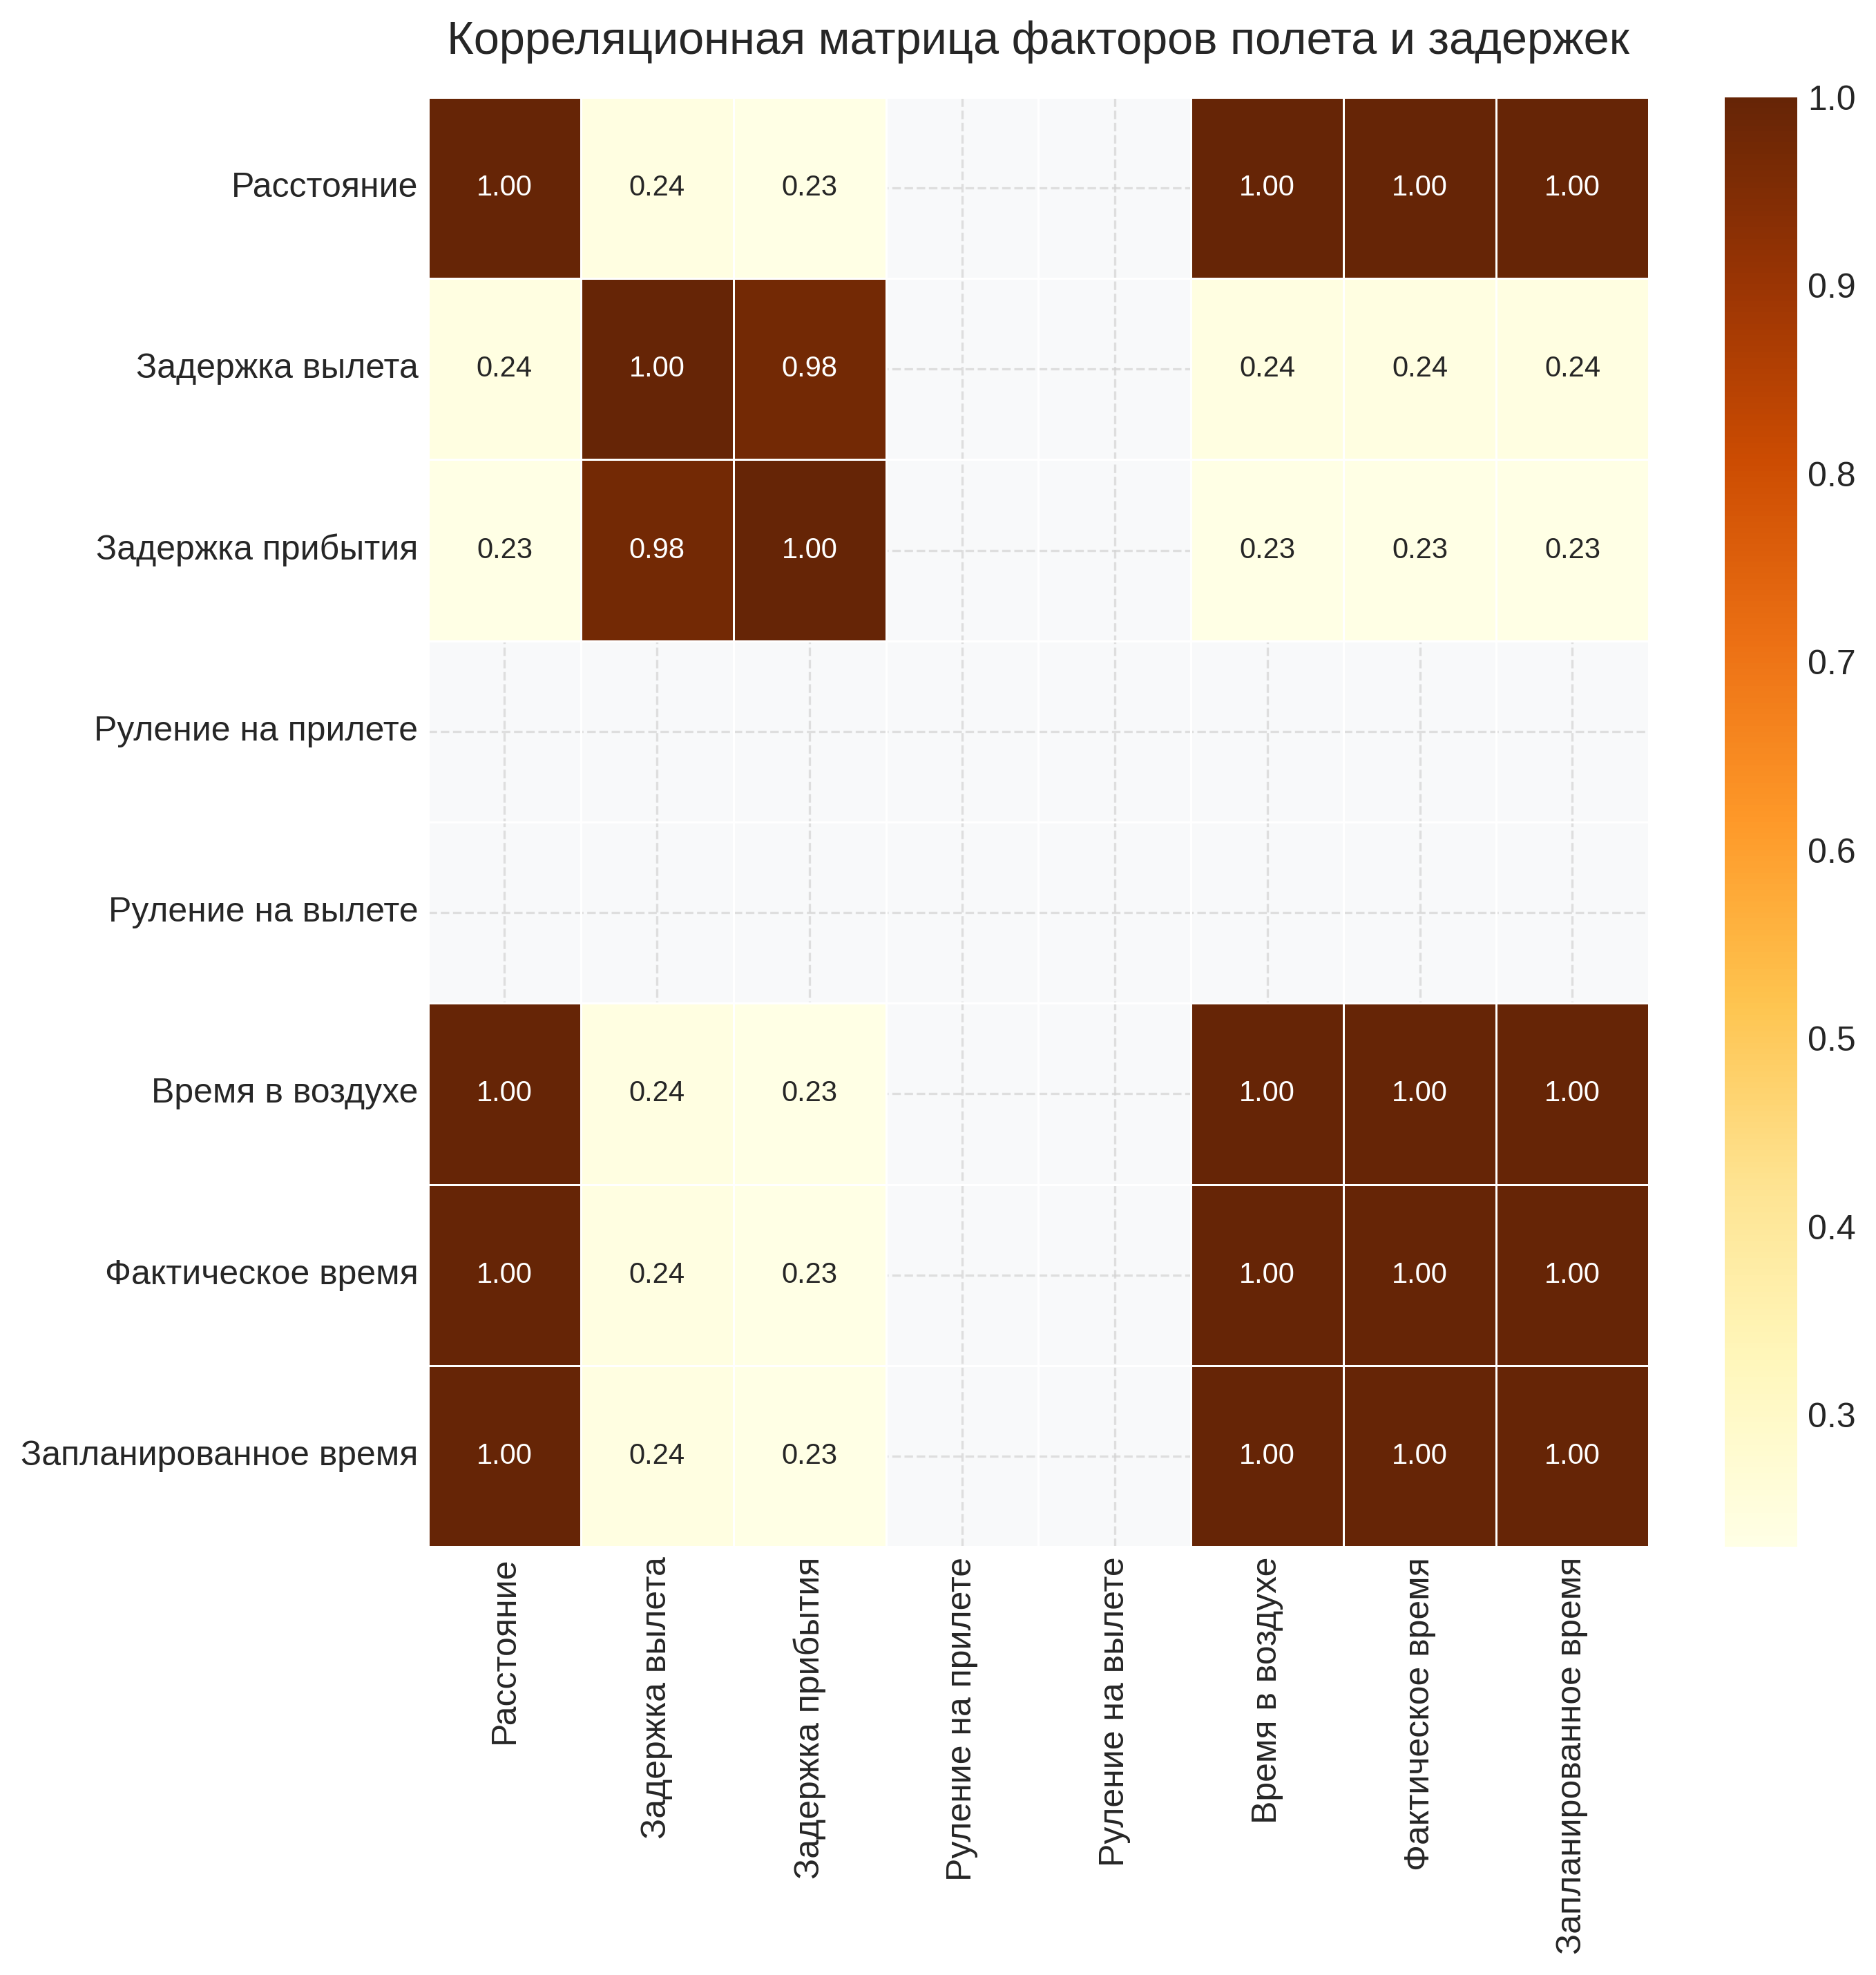 Корреляционная матрица факторов полета и задержек
1.0
Расстояние 1.00 0.24 0.23 1.00 1.00 1.00
0.9
Задержка вылета 0.24 1.00 0.98 0.24 0.24 0.24
0.8
Задержка прибытия 0.23 0.98 1.00 0.23 0.23 0.23
0.7
Руление на прилете
0.6
Руление на вылете
0.5
Время в воздухе 1.00 0.24 0.23 1.00 1.00 1.00
0.4
Фактическое время 1.00 0.24 0.23 1.00 1.00 1.00
0.3
Запланированное время 1.00 0.24 0.23 1.00 1.00 1.00
Расстояние
Задержка вылета
Задержка прибытия
Руление на прилете
Руление на вылете
Время в воздухе
Фактическое время
Запланированное время